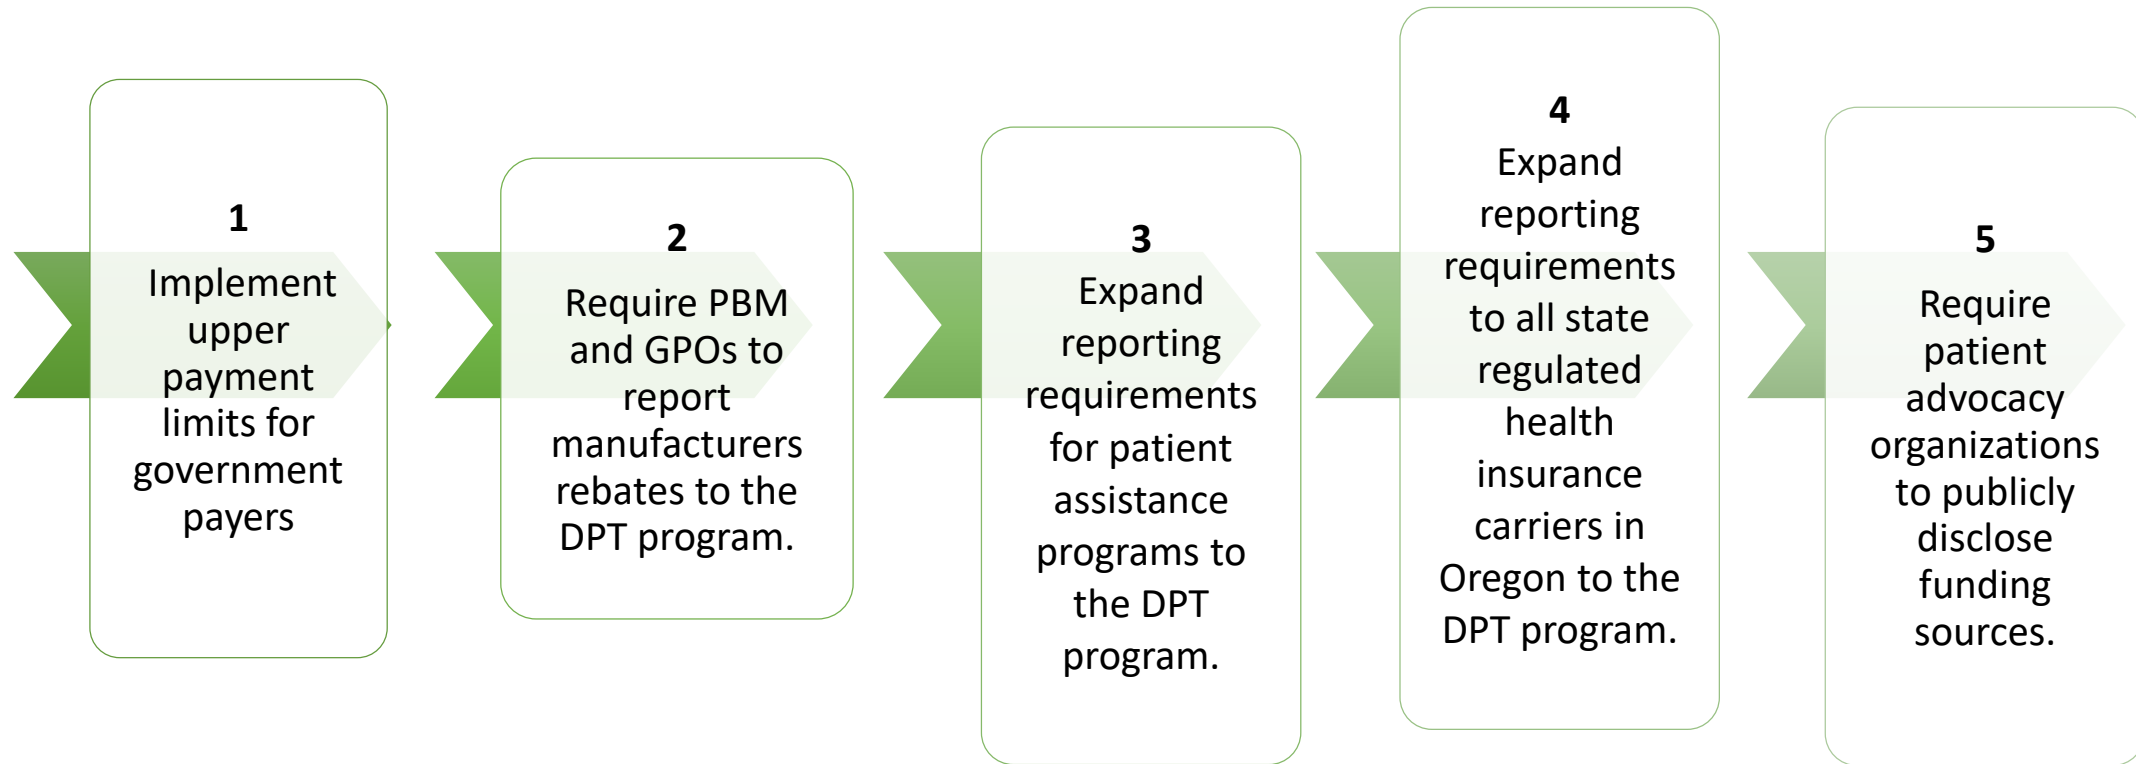 1
Implement
upper
payment
limits for
government
payers
2
Require PBM
and GPOs to
report
manufacturers
rebates to the
DPT program.
3
Expand
reporting
requirements
for patient
assistance
programs to
the DPT
program.
4
Expand
reporting
requirements
to all state
regulated
health
insurance
carriers in
Oregon to the
DPT program.
5
Require
patient
advocacy
organizations
to publicly
disclose
funding
sources.